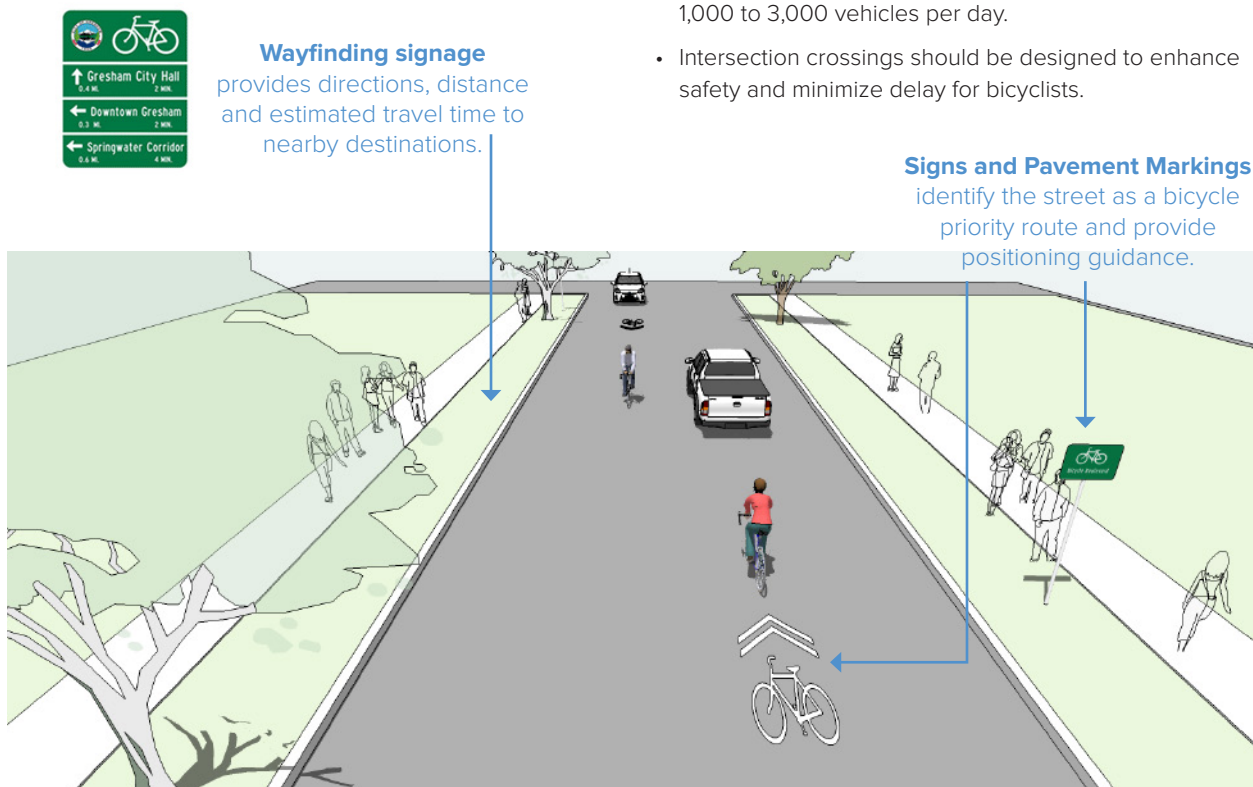 Gresham City Hall
0.4 MI. 2 MIN.
Downtown Gresham
0.3 MI. 2 MIN.
Springwater Corridor
0.6 MI. 4 MIN.
Wayfinding signage
provides directions, distance
and estimated travel time to
nearby destinations.
1,000 to 3,000 vehicles per day.
• Intersection crossings should be designed to enhance
safety and minimize delay for bicyclists.
Signs and Pavement Markings
identify the street as a bicycle
priority route and provide
positioning guidance.
Bicycle Boulevard